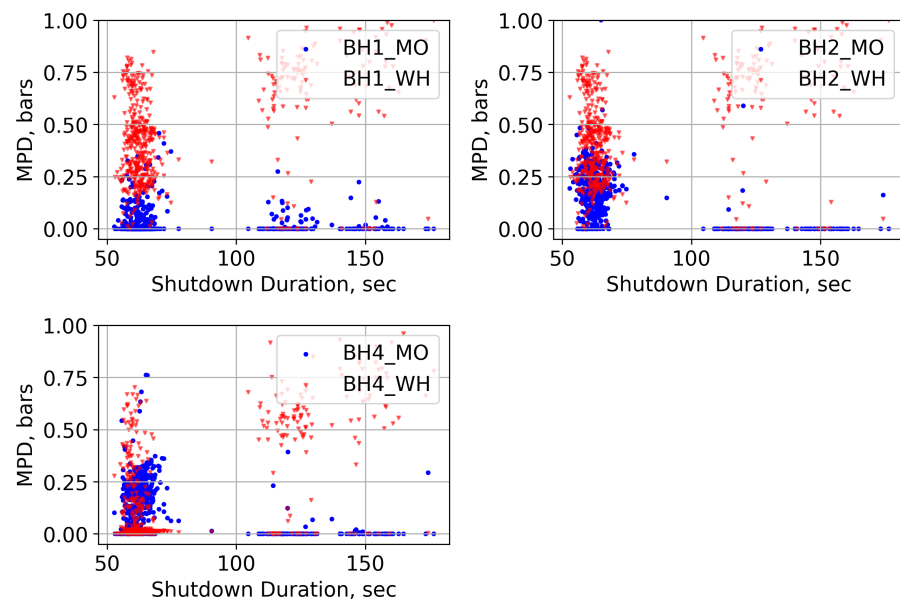 1.00
0.75
0.50
0.25
0.00
MPD, bars
50
100
150
Shutdown Duration, sec
BH1_MO
BH1_WH
1.00
0.75
0.50
0.25
0.00
MPD, bars
50
100
150
Shutdown Duration, sec
BH2_MO
BH2_WH
1.00
0.75
0.50
0.25
0.00
MPD, bars
50
100
150
Shutdown Duration, sec
BH4_MO
BH4_WH